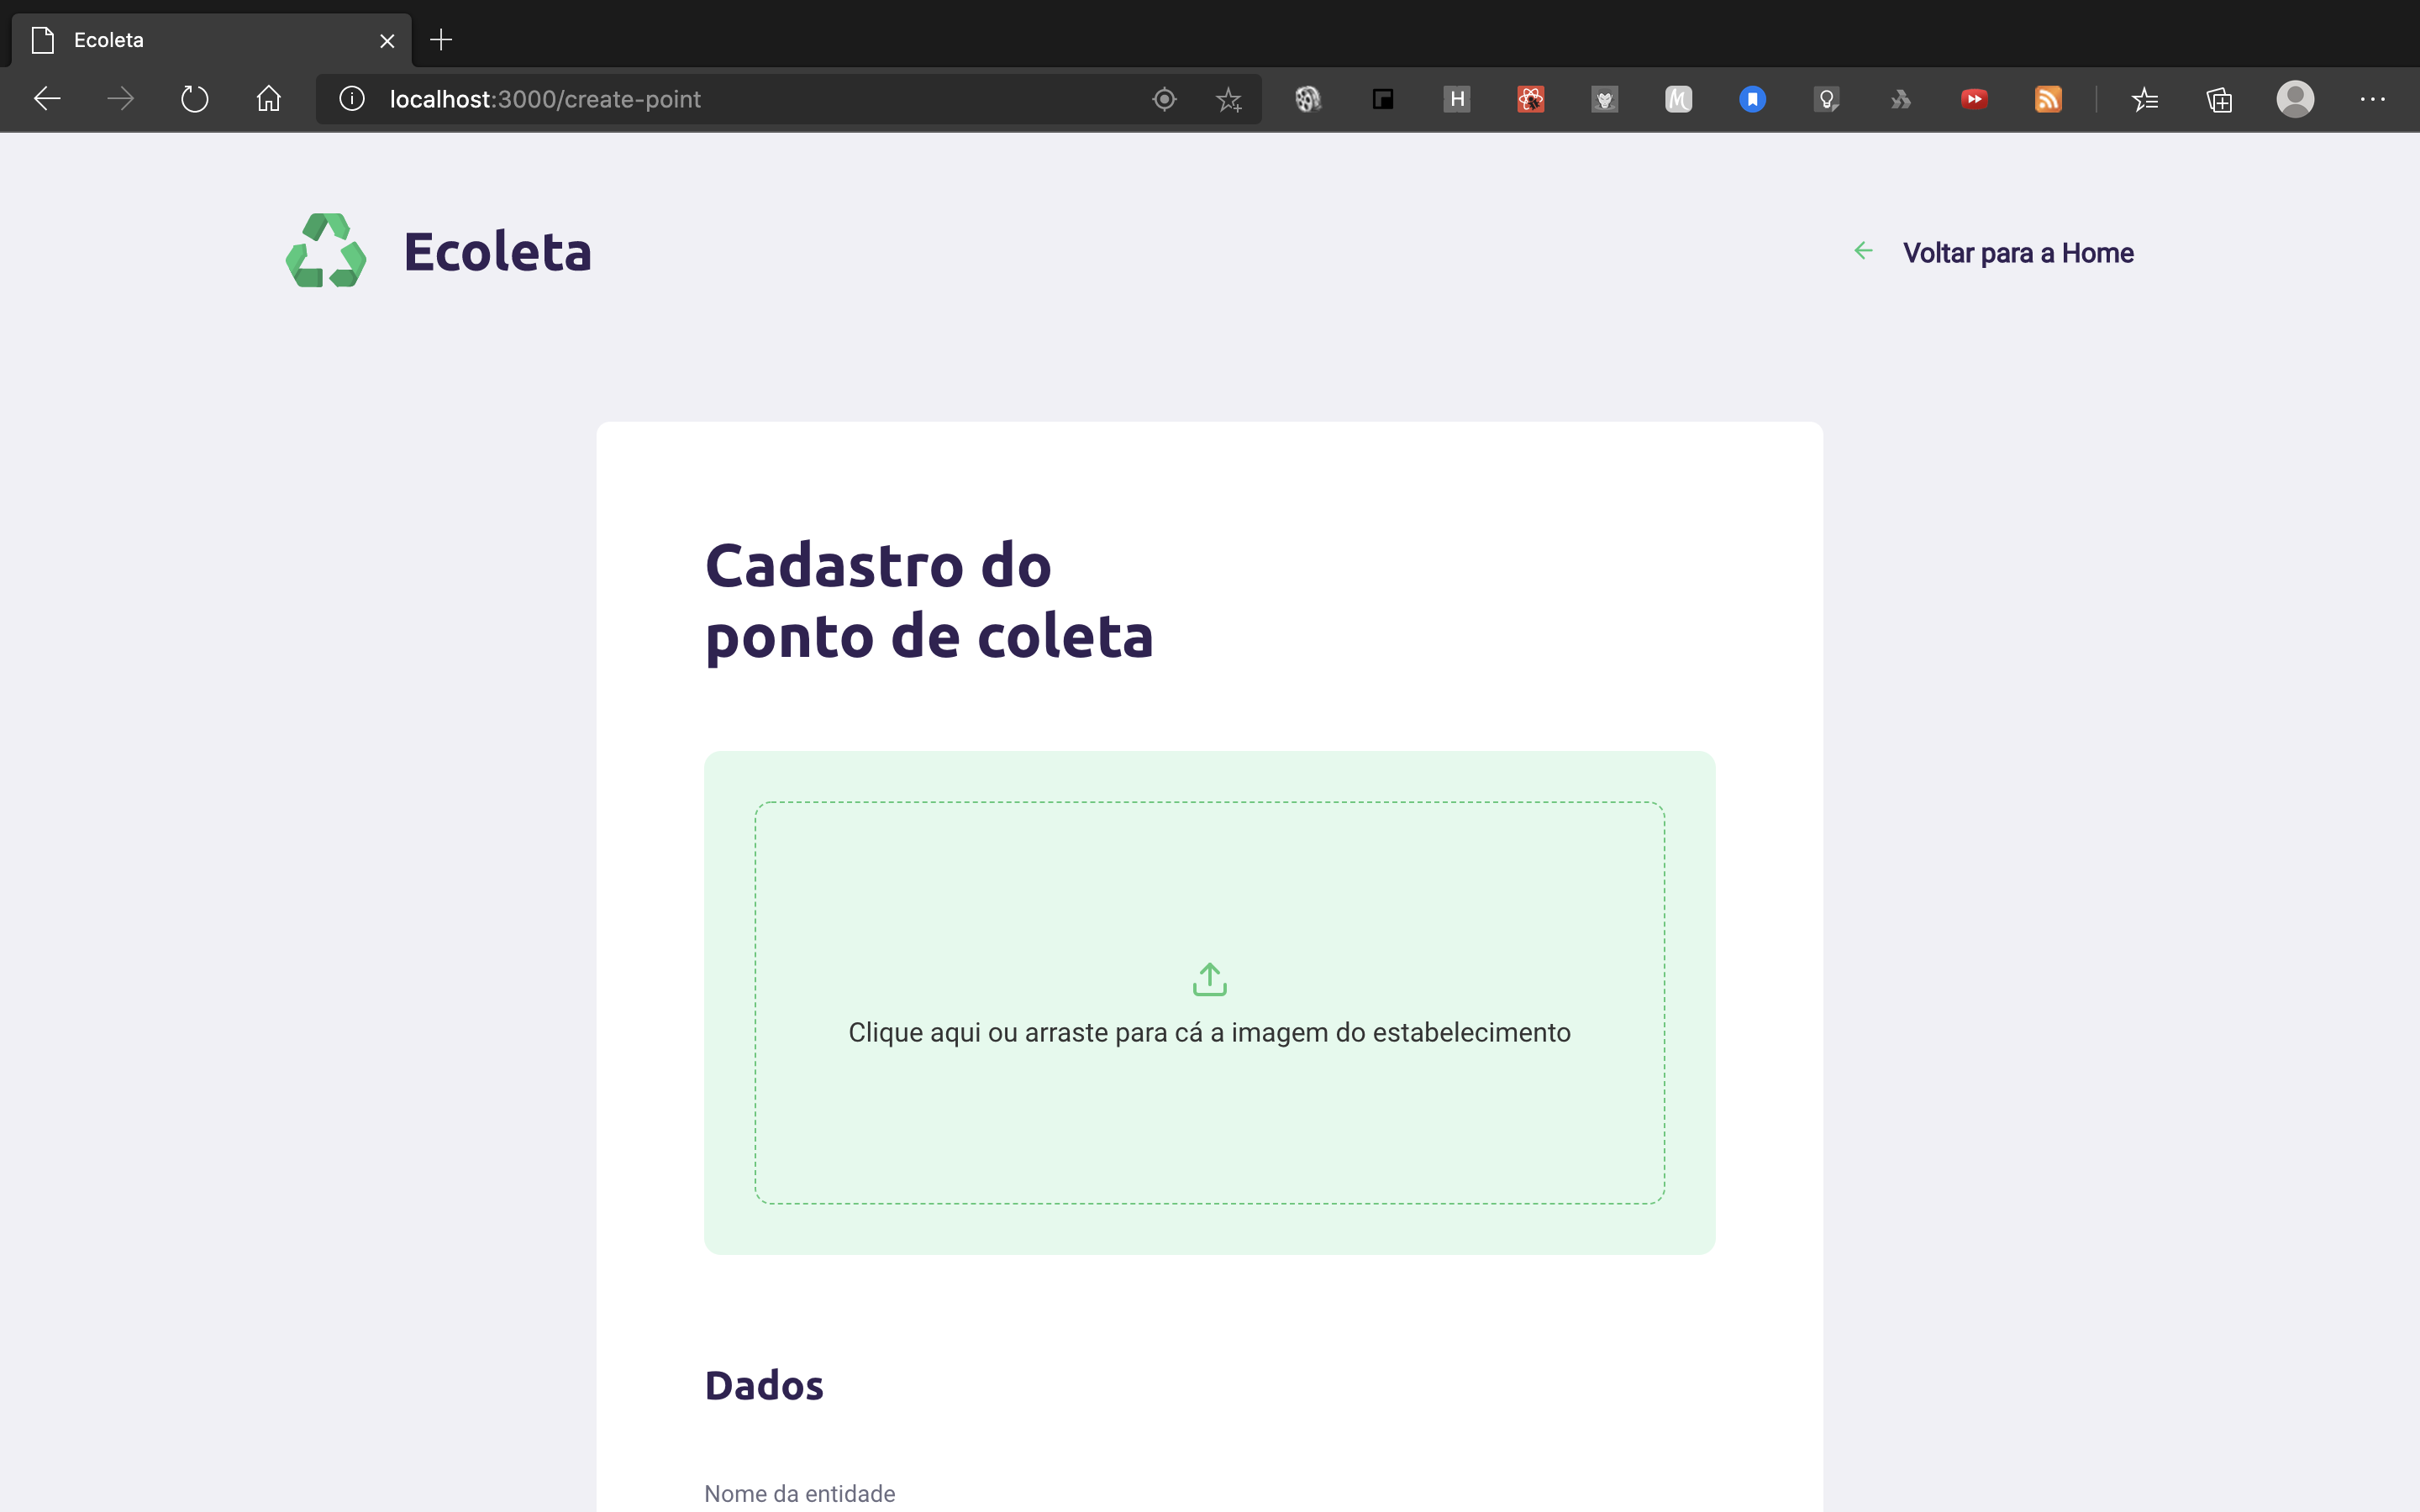 Ecoleta
localhost:3000/create-point
H
M
Ecoleta
Voltar para a Home
Cadastro do
ponto de coleta
Clique aqui ou arraste para cá a imagem do estabelecimento
Dados
Nome da entidade